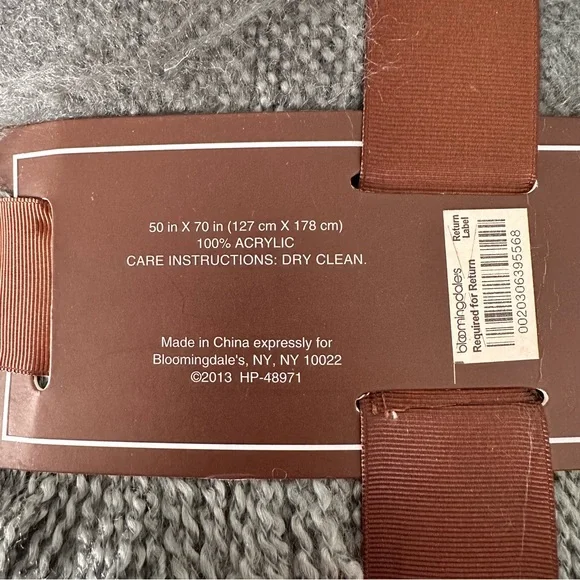 50 in X 70 in (127 cm X 178 cm)
100% ACRYLIC
CARE INSTRUCTIONS: DRY CLEAN.
Made in China expressly for
Bloomingdale's, NY, NY 10022
©2013 HP-48971
bloomingdale's
Required for Return
Return
Label
0020306395568